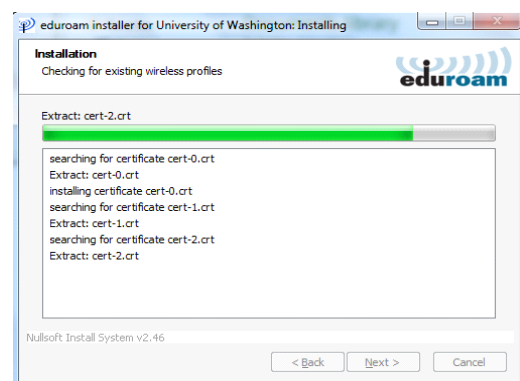 eduroam installer for University of Washington: Installing
Installation
Checking for existing wireless profiles
eduroam
Extract: cert-2.crt
searching for certificate cert-0.crt
Extract: cert-0.crt
installing certificate cert-0.crt
searching for certificate cert-1.crt
Extract: cert-1.crt
searching for certificate cert-2.crt
Extract: cert-2.crt
Nullsoft Install System v2.46
< Back Next > Cancel